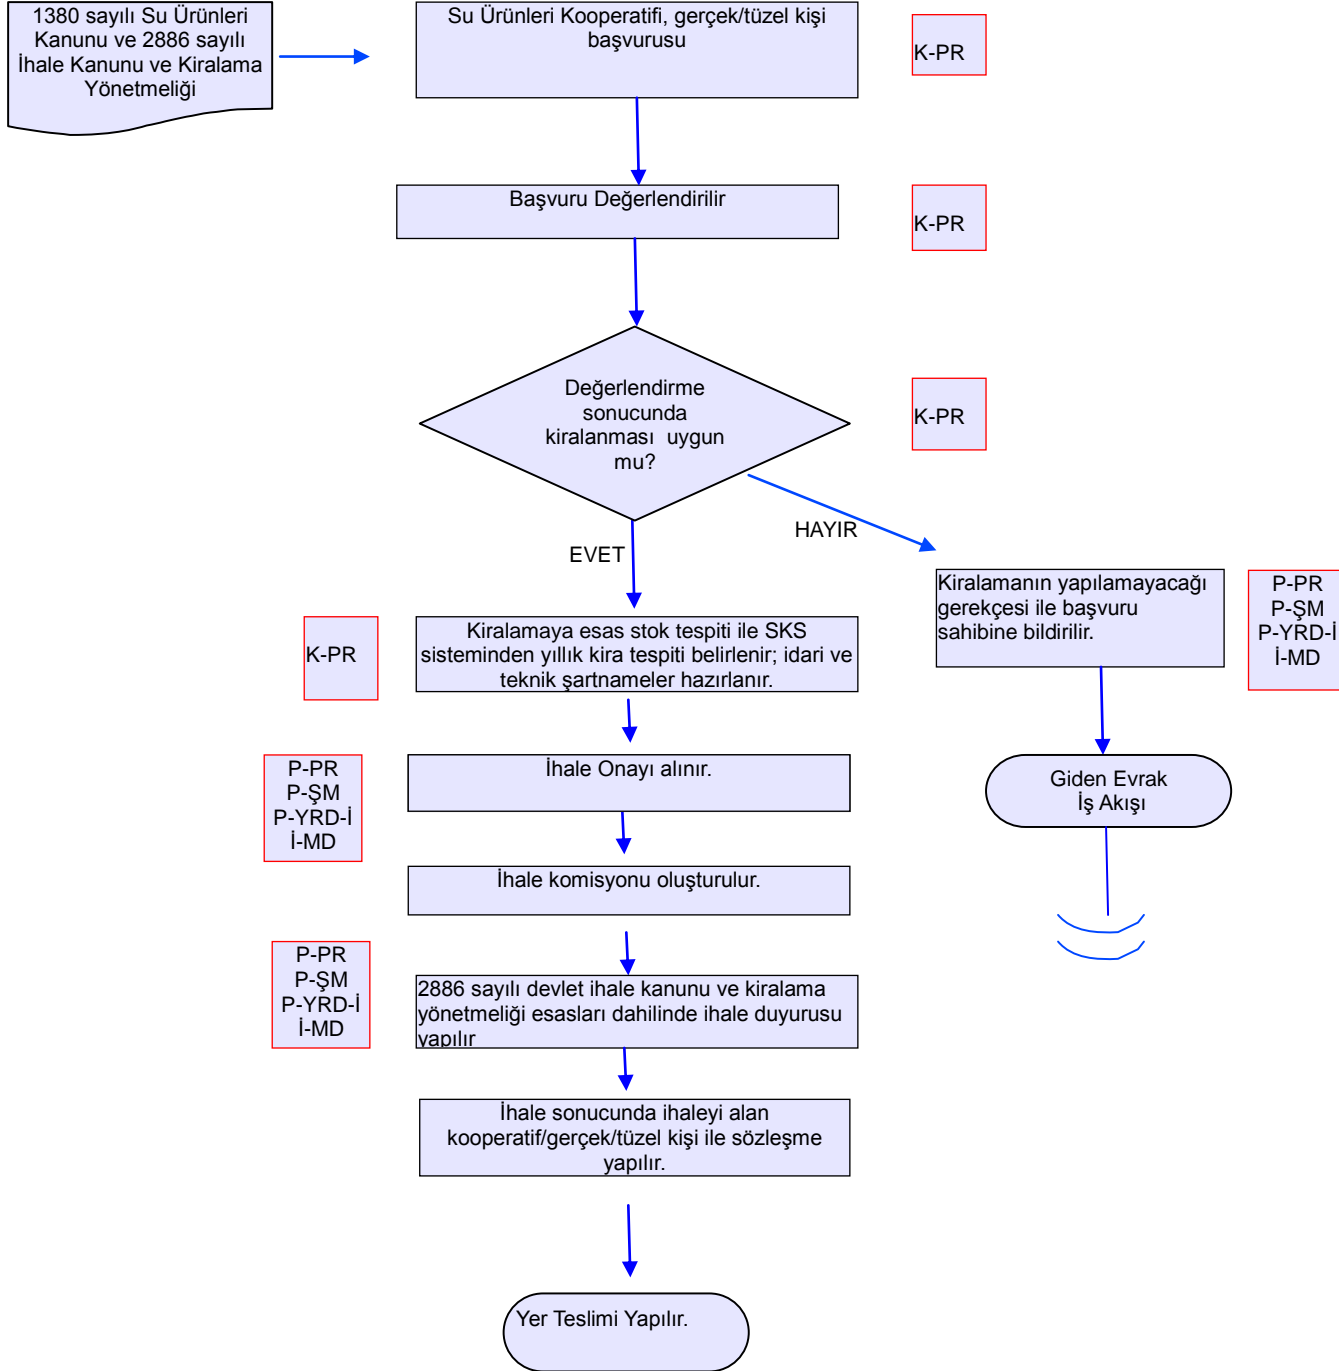 1380 sayılı Su Ürünleri
Kanunu ve 2886 sayılı
İhale Kanunu ve Kiralama
Yönetmeliği
Su Ürünleri Kooperatifi, gerçek/tüzel kişi
başvurusu
K-PR
Başvuru Değerlendirilir
K-PR
Değerlendirme
sonucunda
kiralanması uygun
mu?
K-PR
HAYIR
EVET
Kiralamanın yapılamayacağı
gerekçesi ile başvuru
sahibine bildirilir.
P-PR
P-ŞM
P-YRD-İ
İ-MD
K-PR
Kiralamaya esas stok tespiti ile SKS
sisteminden yıllık kira tespiti belirlenir; idari ve
teknik şartnameler hazırlanır.
P-PR
P-ŞM
P-YRD-İ
İ-MD
İhale Onayı alınır.
Giden Evrak
İş Akışı
İhale komisyonu oluşturulur.
P-PR
P-ŞM
P-YRD-İ
İ-MD
2886 sayılı devlet ihale kanunu ve kiralama
yönetmeliği esasları dahilinde ihale duyurusu
yapılır
İhale sonucunda ihaleyi alan
kooperatif/gerçek/tüzel kişi ile sözleşme
yapılır.
Yer Teslimi Yapılır.